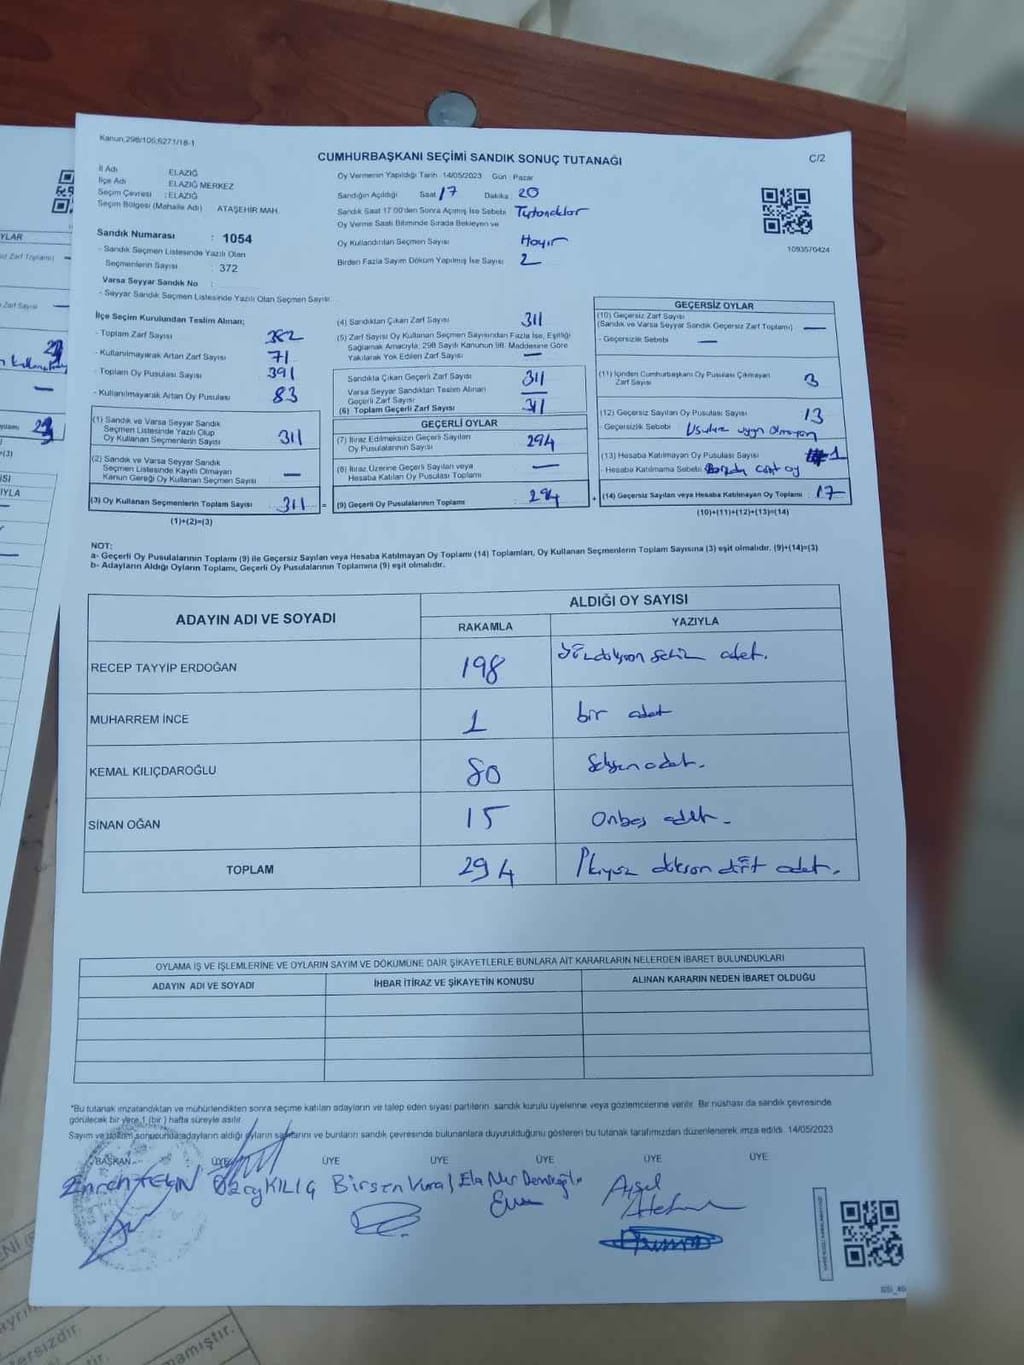 Kanun;298/105;6271/18-1
CUMHURBAŞKANI SEÇİMİ SANDIK SONUÇ TUTANAĞI
C/2
İl Adı ELAZIĞ
İlçe Adı ELAZIĞ MERKEZ
Seçim Çevresi : ELAZIĞ
Seçim Bölgesi (Mahalle Adı) ATAŞEHİR MAH.
Sandık Numarası : 1054
- Sandık Seçmen Listesinde Yazılı Olan
Seçmenlerin Sayısı : 372
Varsa Seyyar Sandık No :
- Seyyar Sandık Seçmen Listesinde Yazılı Olan Seçmen Sayısı:
Oy Vermenin Yapıldığı Tarih 14/05/2023 Gün Pazar
Sandığın Açıldığı Saat 17 Dakika 20
Sandık Saat 17:00'den Sonra Açılmış İse Sebebi Tutanaklar
Oy Verme Saati Bitiminde Sırada Bekleyen ve
Oy Kullandırılan Seçmen Sayısı Hayır
Birden Fazla Sayım Döküm Yapılmış İse Sayısı 2
1093570424
İlçe Seçim Kurulundan Teslim Alınan;
- Toplam Zarf Sayısı 382
- Kullanılmayarak Artan Zarf Sayısı 71
- Toplam Oy Pusulası Sayısı 391
- Kullanılmayarak Artan Oy Pusulası 83
(1) Sandık ve Varsa Seyyar Sandık
Seçmen Listesinde Yazılı Olup
Oy Kullanan Seçmenlerin Sayısı 311
(2) Sandık ve Varsa Seyyar Sandık
Seçmen Listesinde Kayıtlı Olmayan
Kanun Gereği Oy Kullanan Seçmen Sayısı —
(3) Oy Kullanan Seçmenlerin Toplam Sayısı 311
(1)+(2)=(3)
(4) Sandıktan Çıkan Zarf Sayısı 311
(5) Zarf Sayısı Oy Kullanan Seçmen Sayısından Fazla İse, Eşitliği
Sağlamak Amacıyla, 298 Sayılı Kanunun 98. Maddesine Göre
Yakılarak Yok Edilen Zarf Sayısı —
Sandıkta Çıkan Geçerli Zarf Sayısı 311
Varsa Seyyar Sandıktan Teslim Alınan
Geçerli Zarf Sayısı —
(6) Toplam Geçerli Zarf Sayısı 311
GEÇERLİ OYLAR
(7) İtiraz Edilmeksizin Geçerli Sayılan
Oy Pusulalarının Sayısı 294
(8) İtiraz Üzerine Geçerli Sayılan veya
Hesaba Katılan Oy Pusulası Toplamı —
(9) Geçerli Oy Pusulalarının Toplamı : 294
GEÇERSİZ OYLAR
(10) Geçersiz Zarf Sayısı
(Sandık ve Varsa Seyyar Sandık Geçersiz Zarf Toplamı) —
- Geçersizlik Sebebi —
(11) İçinden Cumhurbaşkanı Oy Pusulası Çıkmayan
Zarf Sayısı 3
(12) Geçersiz Sayılan Oy Pusulası Sayısı 13
- Geçersizlik Sebebi Usulüne uygun olmayan
(13) Hesaba Katılmayan Oy Pusulası Sayısı 1
- Hesaba Katılmama Sebebi oy
(14) Geçersiz Sayılan veya Hesaba Katılmayan Oy Toplamı : 17
(10)+(11)+(12)+(13)=(14)
NOT:
a- Geçerli Oy Pusulalarının Toplamı (9) ile Geçersiz Sayılan veya Hesaba Katılmayan Oy Toplamı (14) Toplamları, Oy Kullanan Seçmenlerin Toplam Sayısına (3) eşit olmalıdır. (9)+(14)=(3)
b- Adayların Aldığı Oyların Toplamı, Geçerli Oy Pusulalarının Toplamına (9) eşit olmalıdır.
ADAYIN ADI VE SOYADI
ALDIĞI OY SAYISI
RAKAMLA YAZIYLA
RECEP TAYYİP ERDOĞAN 198 Yüzdoksan sekiz adet.
MUHARREM İNCE 1 bir adet
KEMAL KILIÇDAROĞLU 80 Seksen adet.
SİNAN OĞAN 15 Onbeş adet.
TOPLAM 294 İkiyüz doksan dört adet.
OYLAMA İŞ VE İŞLEMLERİNE VE OYLARIN SAYIM VE DÖKÜMÜNE DAİR ŞİKAYETLERLE BUNLARA AİT KARARLARIN NELERDEN İBARET BULUNDUKLARI
ADAYIN ADI VE SOYADI İHBAR İTİRAZ VE ŞİKAYETİN KONUSU ALINAN KARARIN NEDEN İBARET OLDUĞU
*Bu tutanak imzalandıktan ve mühürlendikten sonra seçime katılan adayların ve talep eden siyasi partilerin sandık kurulu üyelerine veya gözlemcilerine verilir. Bir nüshası da sandık çevresinde
görülecek bir yere 1 (bir) hafta süreyle asılır.
Sayım ve döküm sonucunda adayların aldığı oyların sayılarını ve bunların sandık çevresinde bulunanlara duyurulduğunu gösteren bu tutanak tarafımızdan düzenlenerek imza edildi. 14/05/2023
BAŞKAN ÜYE ÜYE ÜYE ÜYE ÜYE ÜYE
Özay KILIÇ Birsen Vural Ela Nur Demiroğlu Aysel